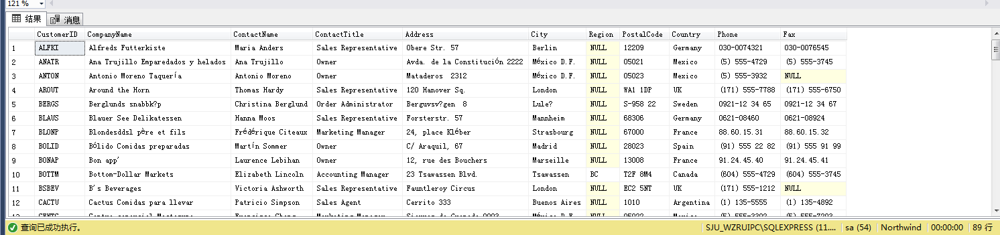 121 %
结果 消息
CustomerID CompanyName ContactName ContactTitle Address City Region PostalCode Country Phone Fax
1 ALFKI Alfreds Futterkiste Maria Anders Sales Representative Obere Str. 57 Berlin NULL 12209 Germany 030-0074321 030-0076545
2 ANATR Ana Trujillo Emparedados y helados Ana Trujillo Owner Avda. de la Constitución 2222 México D.F. NULL 05021 Mexico (5) 555-4729 (5) 555-3745
3 ANTON Antonio Moreno Taquería Antonio Moreno Owner Mataderos 2312 México D.F. NULL 05023 Mexico (5) 555-3932 NULL
4 AROUT Around the Horn Thomas Hardy Sales Representative 120 Hanover Sq. London NULL WA1 1DP UK (171) 555-7788 (171) 555-6750
5 BERGS Berglunds snabbk?p Christina Berglund Order Administrator Berguvsv?gen 8 Lule? NULL S-958 22 Sweden 0921-12 34 65 0921-12 34 67
6 BLAUS Blauer See Delikatessen Hanna Moos Sales Representative Forsterstr. 57 Mannheim NULL 68306 Germany 0621-08460 0621-08924
7 BLONP Blondesddsl père et fils Frédérique Citeaux Marketing Manager 24, place Kléber Strasbourg NULL 67000 France 88.60.15.31 88.60.15.32
8 BOLID Bólido Comidas preparadas Martín Sommer Owner C/ Araquil, 67 Madrid NULL 28023 Spain (91) 555 22 82 (91) 555 91 99
9 BONAP Bon app' Laurence Lebihan Owner 12, rue des Bouchers Marseille NULL 13008 France 91.24.45.40 91.24.45.41
10 BOTTM Bottom-Dollar Markets Elizabeth Lincoln Accounting Manager 23 Tsawassen Blvd. Tsawassen BC T2F 8M4 Canada (604) 555-4729 (604) 555-3745
11 BSBEV B's Beverages Victoria Ashworth Sales Representative Fauntleroy Circus London NULL EC2 5NT UK (171) 555-1212 NULL
12 CACTU Cactus Comidas para llevar Patricio Simpson Sales Agent Cerrito 333 Buenos Aires NULL 1010 Argentina (1) 135-5555 (1) 135-4892
查询已成功执行。 SJU_WZRUIPC\SQLEXPRESS (11.... sa (54) Northwind 00:00:00 89 行